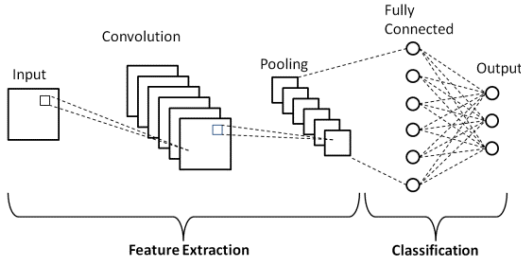 Input
Convolution
Pooling
Fully
Connected
Output
Feature Extraction
Classification